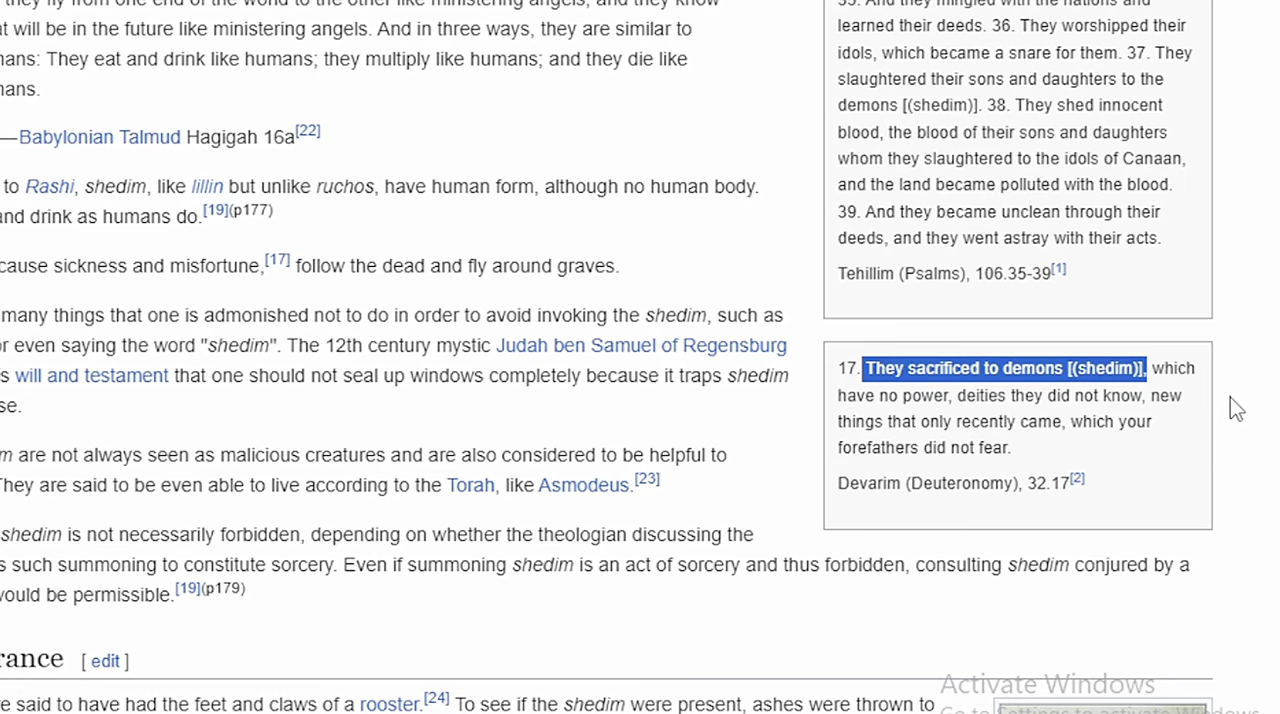 they fly from one end of the world to the other like ministering angels; and they know
will be in the future like ministering angels. And in three ways, they are similar to
They eat and drink like humans; they multiply like humans; and they die like
—Babylonian Talmud Hagigah 16a[22]
to Rashi, shedim, like lillin but unlike ruchos, have human form, although no human body.
and drink as humans do.[19](p177)
cause sickness and misfortune,[17] follow the dead and fly around graves.
many things that one is admonished not to do in order to avoid invoking the shedim, such as
or even saying the word "shedim". The 12th century mystic Judah ben Samuel of Regensburg
will and testament that one should not seal up windows completely because it traps shedim
are not always seen as malicious creatures and are also considered to be helpful to
They are said to be even able to live according to the Torah, like Asmodeus.[23]
shedim is not necessarily forbidden, depending on whether the theologian discussing the
such summoning to constitute sorcery. Even if summoning shedim is an act of sorcery and thus forbidden, consulting shedim conjured by a
would be permissible.[19](p179)
35. And they mingled with the nations and
learned their deeds. 36. They worshipped their
idols, which became a snare for them. 37. They
slaughtered their sons and daughters to the
demons [(shedim)]. 38. They shed innocent
blood, the blood of their sons and daughters
whom they slaughtered to the idols of Canaan,
and the land became polluted with the blood.
39. And they became unclean through their
deeds, and they went astray with their acts.
Tehillim (Psalms), 106.35-39[1]
17. They sacrificed to demons [(shedim)], which
have no power, deities they did not know, new
things that only recently came, which your
forefathers did not fear.
Devarim (Deuteronomy), 32.17[2]
[ edit ]
said to have had the feet and claws of a rooster.[24] To see if the shedim were present, ashes were thrown to
Activate Windows
Go to Settings to activate Windows